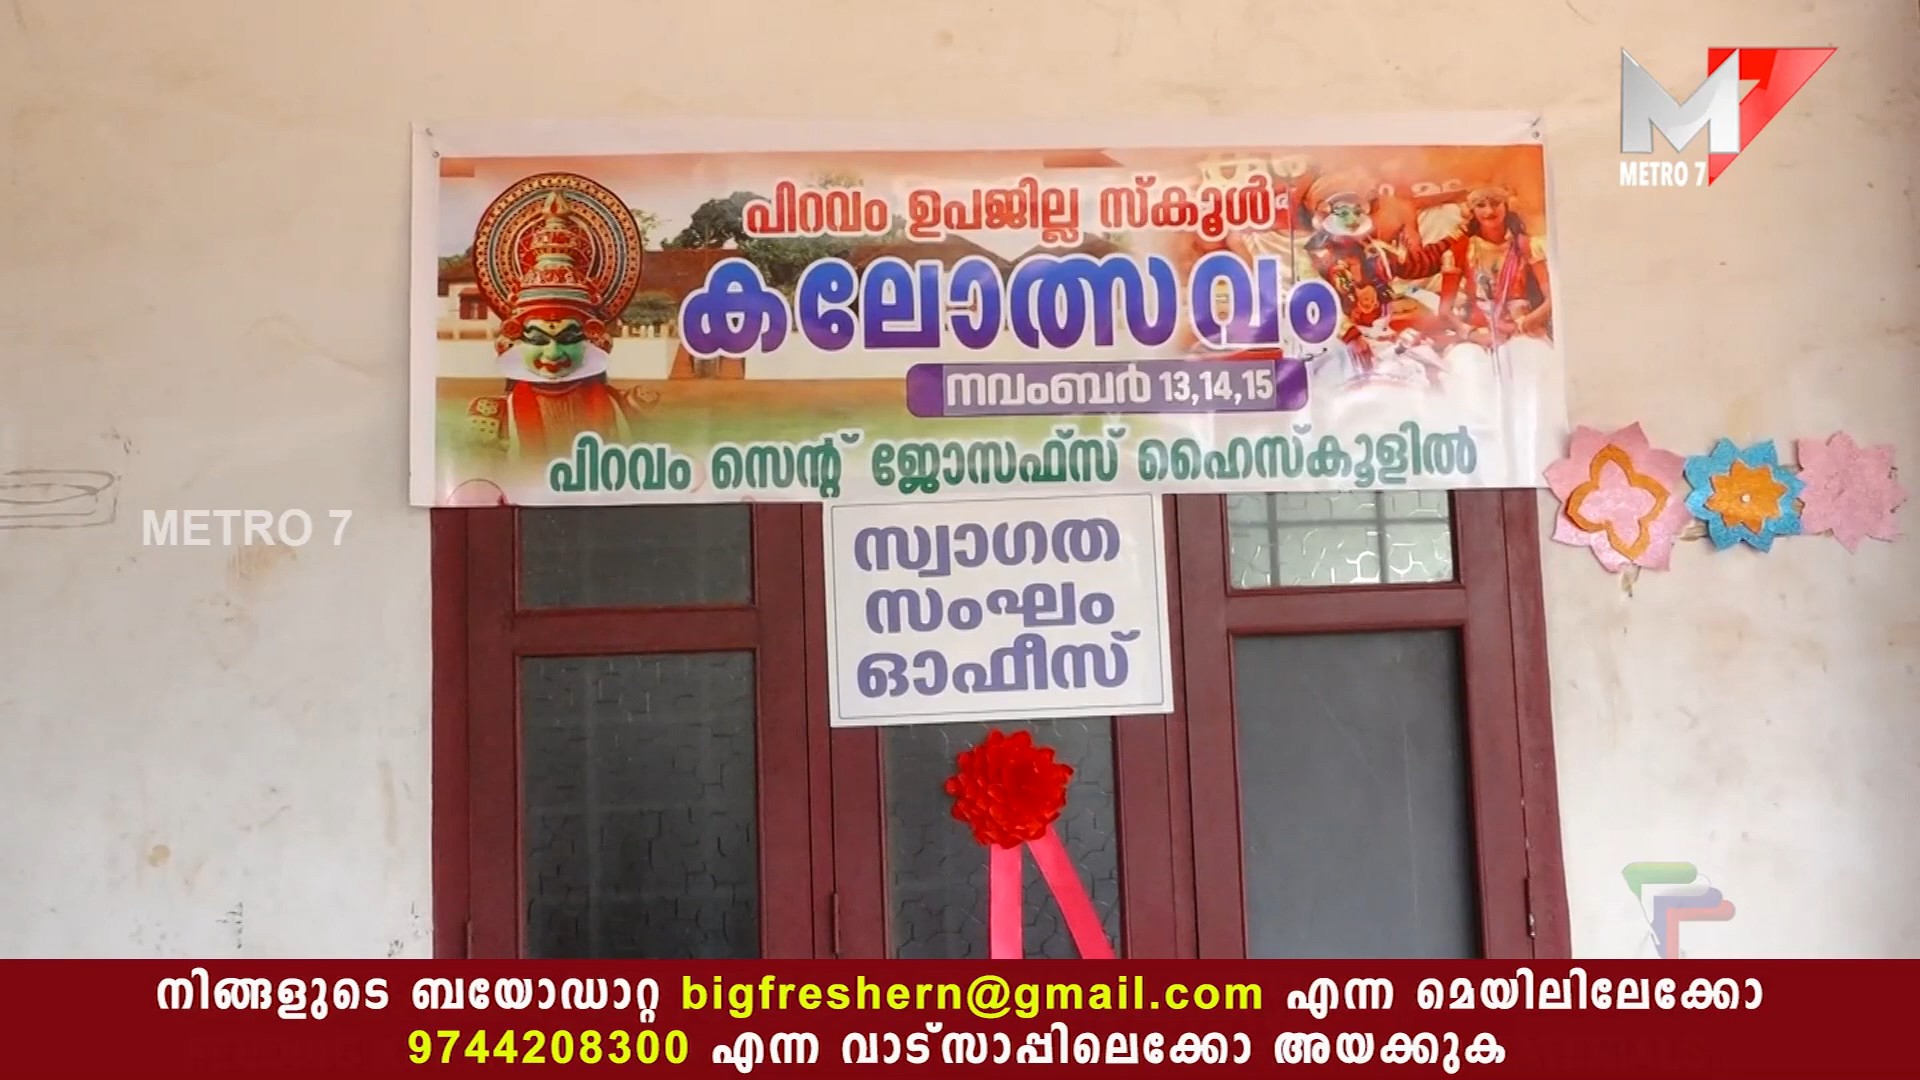 METRO 7
പിറവം ഉപജില്ല സ്കൂൾ
കലോത്സവം
നവംബർ 13,14,15
പിറവം സെന്റ് ജോസഫ്സ് ഹൈസ്കൂളിൽ
സ്വാഗത
സംഘം
ഓഫീസ്
METRO 7
നിങ്ങളുടെ ബയോഡാറ്റ bigfreshern@gmail.com എന്ന മെയിലിലേക്കോ
9744208300 എന്ന വാട്സാപ്പിലെക്കോ അയക്കുക